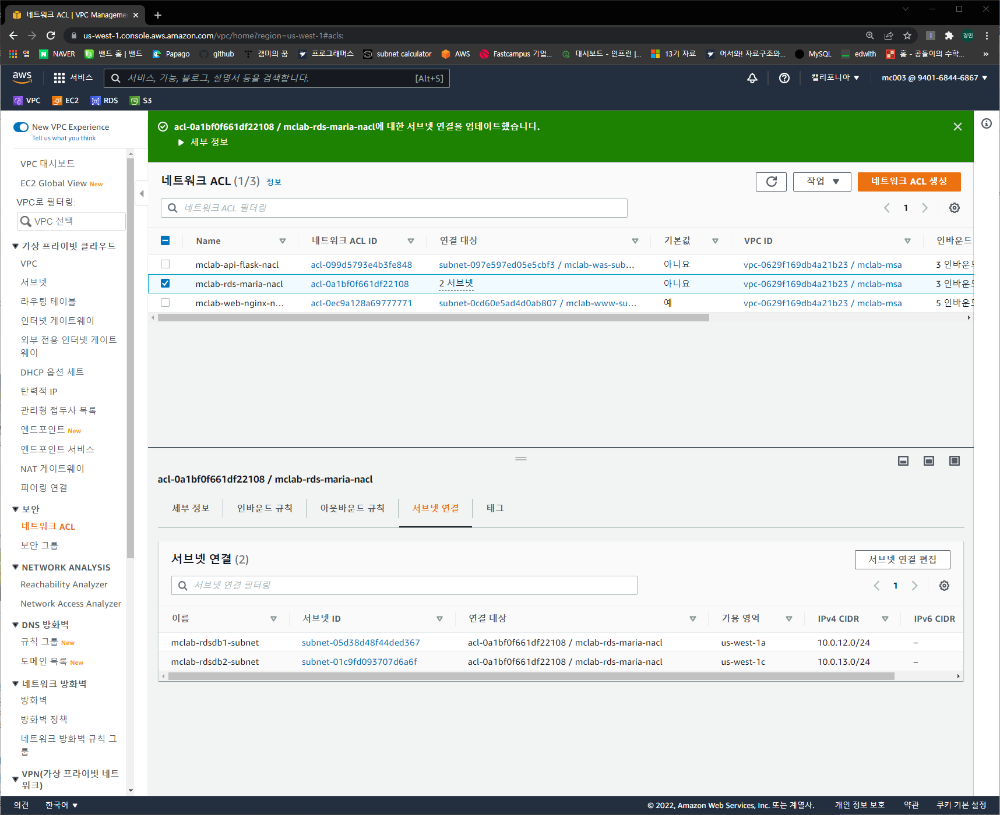 네트워크 ACL | VPC Manageme
us-west-1.console.aws.amazon.com/vpc/home?region=us-west-1#acls:
경민
앱 NAVER 밴드 홈 | 밴드 Papago github 캠미의 꿈 프로그래머스 subnet calculator AWS Fastcampus 기업... 대시보드 - 인프런 |... 13기 자료 어서와! 자료구조와... MySQL edwith 홈 - 공돌이의 수학... »
aws 서비스 서비스, 기능, 블로그, 설명서 등을 검색합니다. [Alt+S] 캘리포니아 ▼ mc003 @ 9401-6844-6867 ▼
VPC EC2 RDS S3
New VPC Experience
Tell us what you think
VPC 대시보드
EC2 Global View New
VPC로 필터링:
VPC 선택
가상 프라이빗 클라우드
VPC
서브넷
라우팅 테이블
인터넷 게이트웨이
외부 전용 인터넷 게이트
웨이
DHCP 옵션 세트
탄력적 IP
관리형 접두사 목록
엔드포인트 New
엔드포인트 서비스
NAT 게이트웨이
피어링 연결
보안
네트워크 ACL
보안 그룹
NETWORK ANALYSIS
Reachability Analyzer
Network Access Analyzer
DNS 방화벽
규칙 그룹 New
도메인 목록 New
네트워크 방화벽
방화벽
방화벽 정책
네트워크 방화벽 규칙 그
룹
VPN(가상 프라이빗 네트
워크)
acl-0a1bf0f661df22108 / mclab-rds-maria-nacl에 대한 서브넷 연결을 업데이트했습니다.
▶ 세부 정보
네트워크 ACL (1/3) 정보
작업 ▼
네트워크 ACL 생성
네트워크 ACL 필터링
1
Name 네트워크 ACL ID 연결 대상 기본값 VPC ID 인바운드
mclab-api-flask-nacl acl-099d5793e4b3fe848 subnet-097e597ed05e5cbf3 / mclab-was-sub... 아니요 vpc-0629f169db4a21b23 / mclab-msa 3 인바운드
mclab-rds-maria-nacl acl-0a1bf0f661df22108 2 서브넷 아니요 vpc-0629f169db4a21b23 / mclab-msa 3 인바운드
mclab-web-nginx-n... acl-0ec9a128a69777771 subnet-0cd60e5ad4d0ab807 / mclab-www-su... 예 vpc-0629f169db4a21b23 / mclab-msa 5 인바운드
acl-0a1bf0f661df22108 / mclab-rds-maria-nacl
세부 정보 인바운드 규칙 아웃바운드 규칙 서브넷 연결 태그
서브넷 연결 (2)
서브넷 연결 편집
서브넷 연결 필터링
1
이름 서브넷 ID 연결 대상 가용 영역 IPv4 CIDR IPv6 CIDR
mclab-rdsdb1-subnet subnet-05d38d48f44ded367 acl-0a1bf0f661df22108 / mclab-rds-maria-nacl us-west-1a 10.0.12.0/24 –
mclab-rdsdb2-subnet subnet-01c9fd093707d6a6f acl-0a1bf0f661df22108 / mclab-rds-maria-nacl us-west-1c 10.0.13.0/24 –
의견 한국어 ▼ © 2022, Amazon Web Services, Inc. 또는 계열사. 개인 정보 보호 약관 쿠키 기본 설정